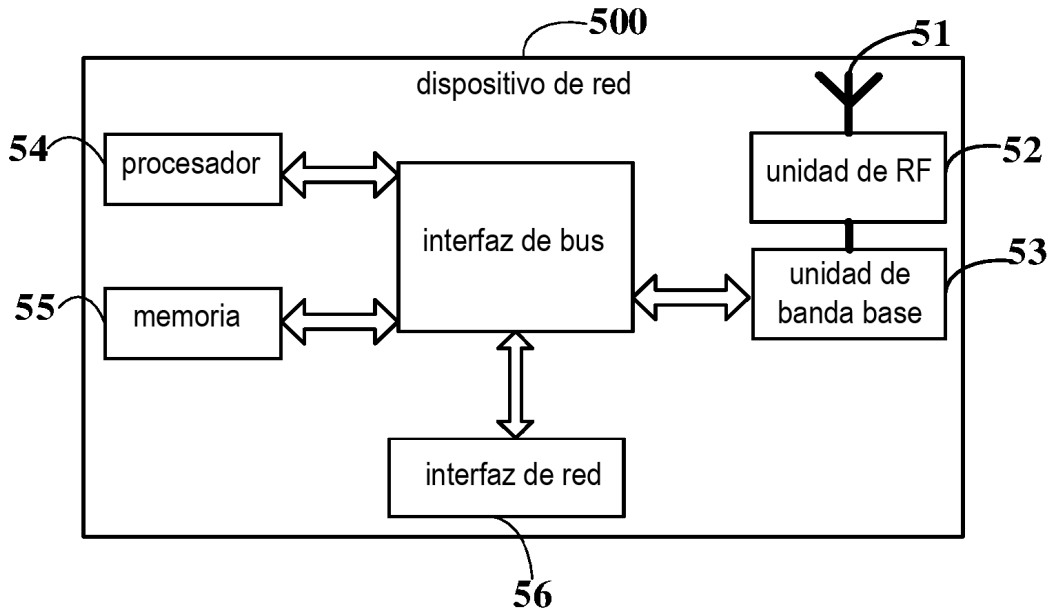 500
51
dispositivo de red
54
procesador
unidad de RF
52
interfaz de bus
55
memoria
unidad de
banda base
53
interfaz de red
56